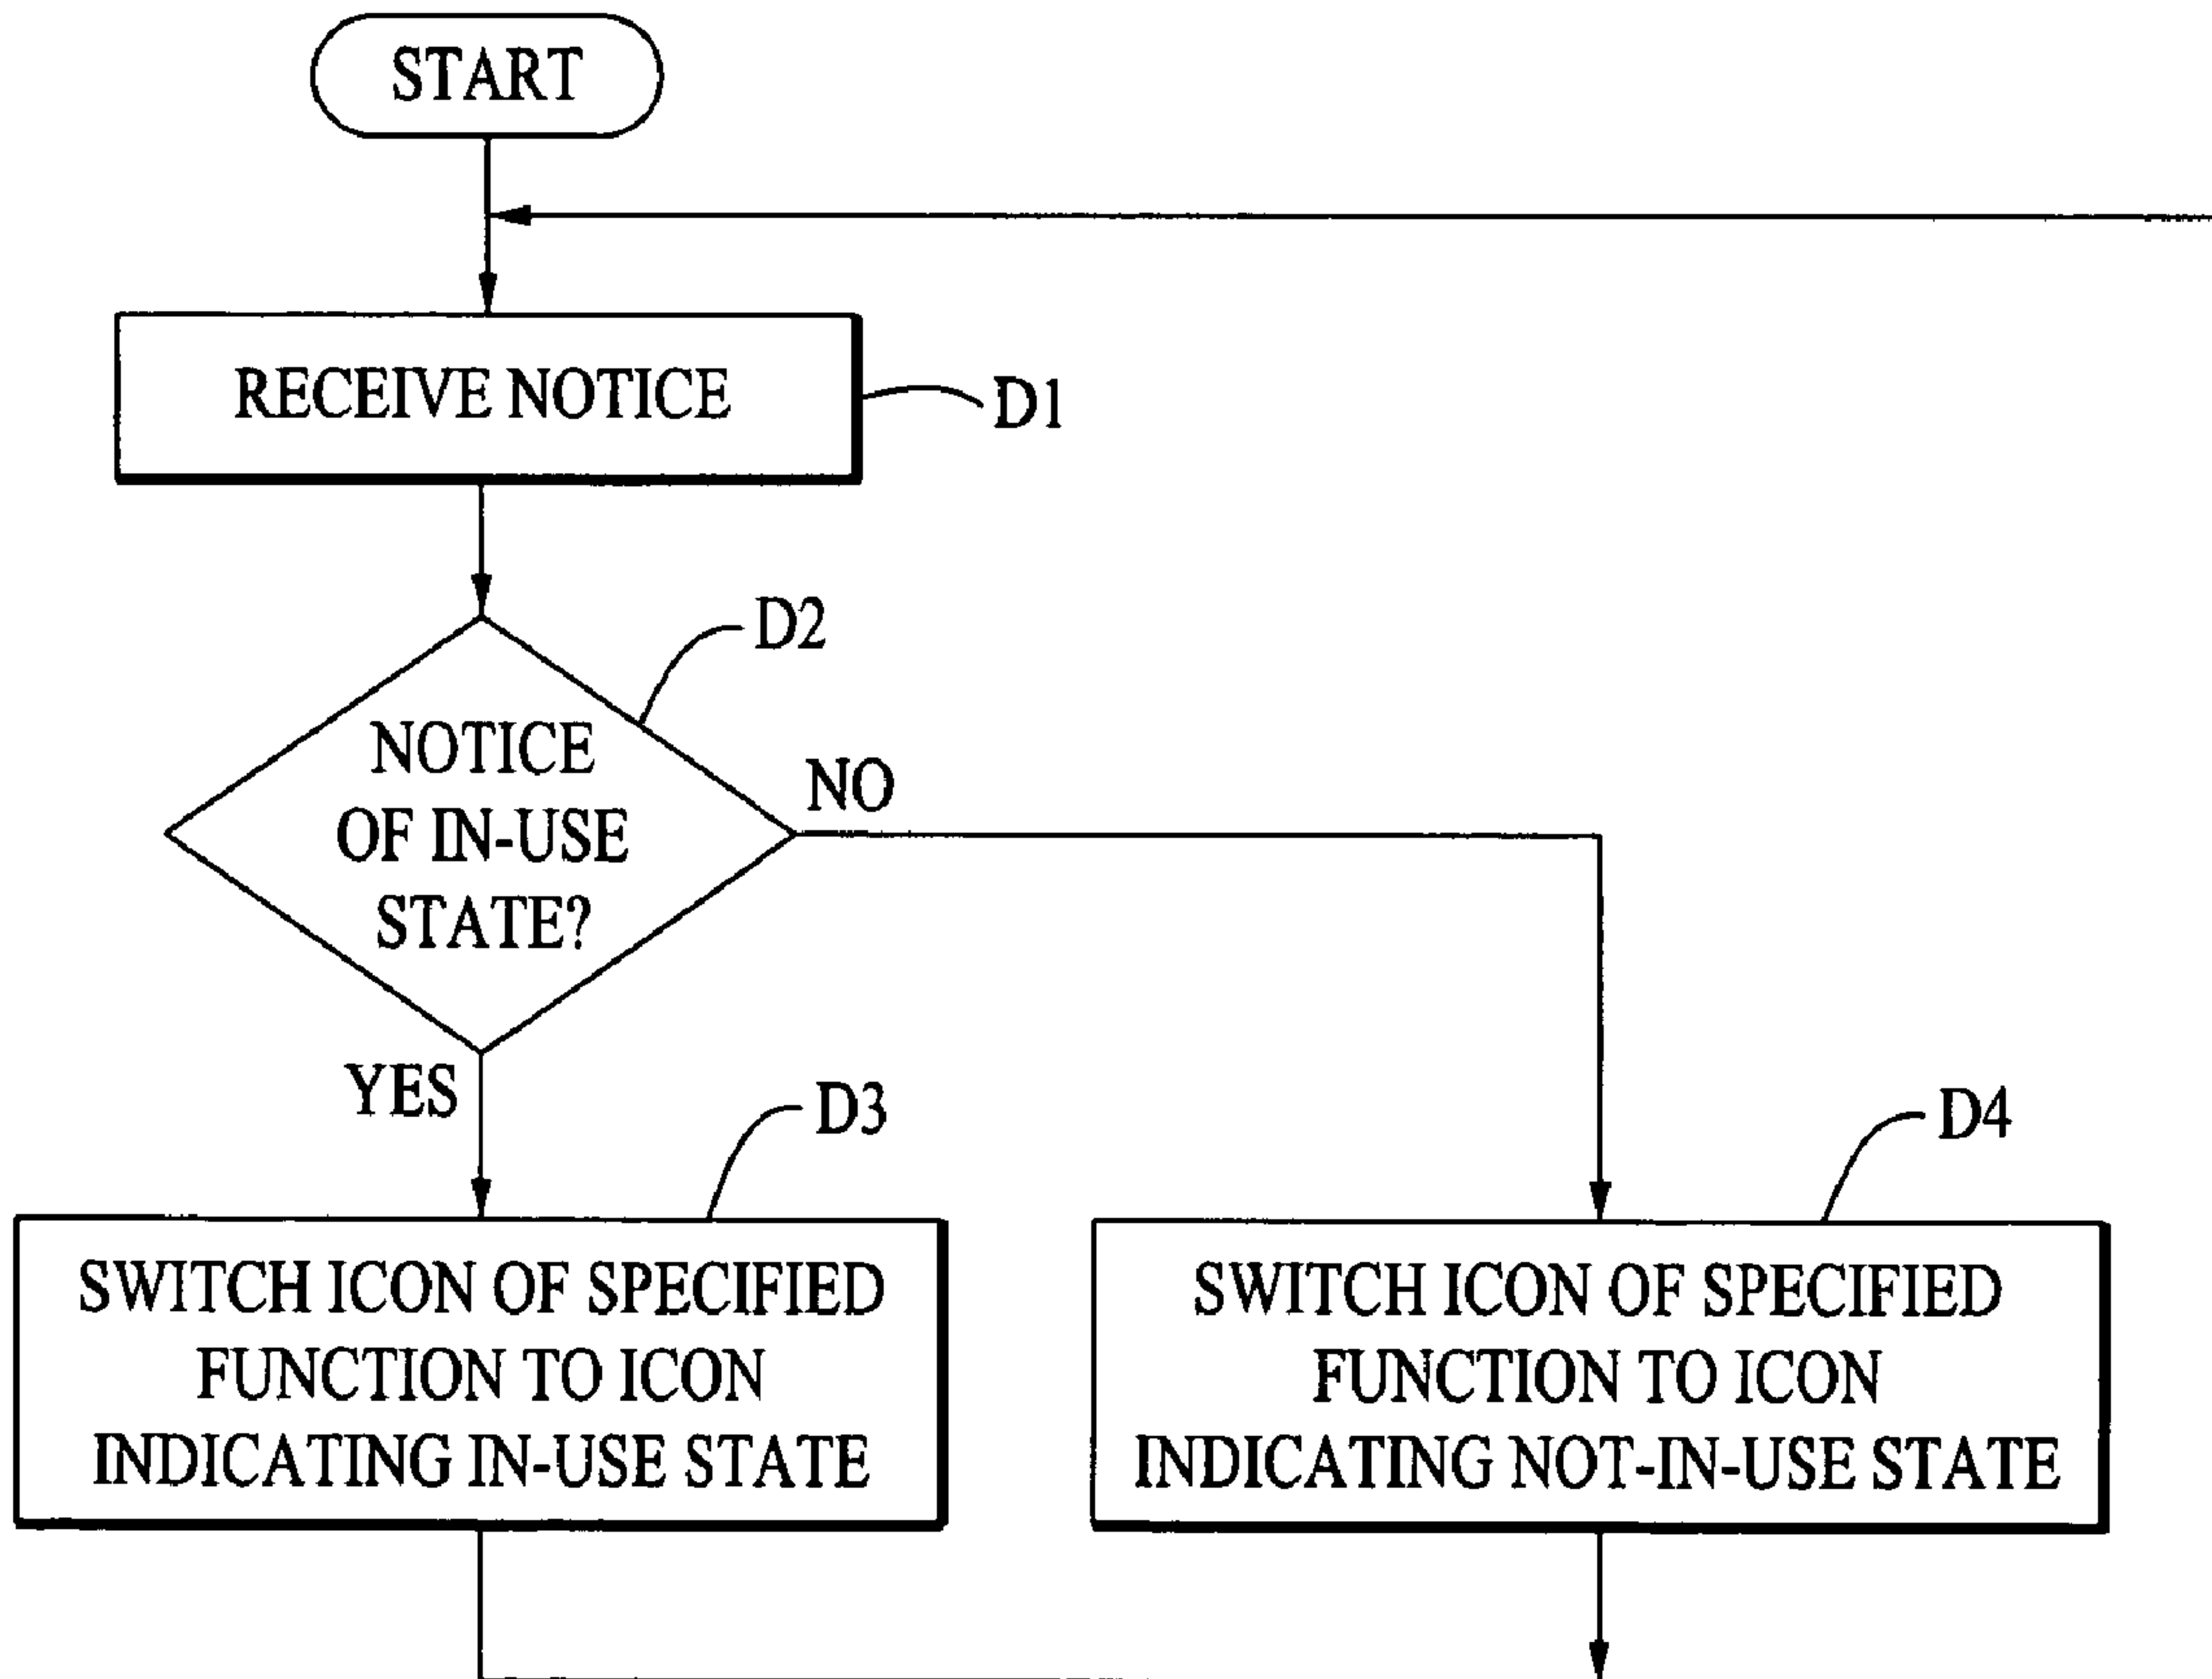 START
RECEIVE NOTICE
D1
D2
NOTICE
OF IN-USE
STATE?
NO
YES
D3
D4
SWITCH ICON OF SPECIFIED
FUNCTION TO ICON
INDICATING IN-USE STATE
SWITCH ICON OF SPECIFIED
FUNCTION TO ICON
INDICATING NOT-IN-USE STATE